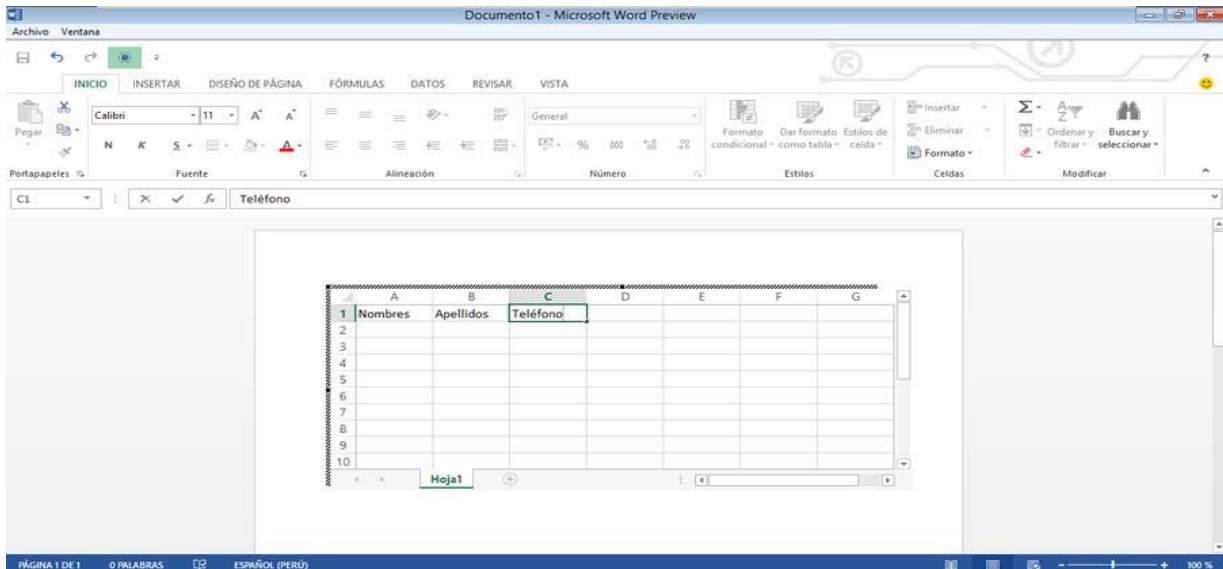 Documento1 - Microsoft Word Preview
Archivo Ventana
?
INICIO INSERTAR DISEÑO DE PÁGINA FÓRMULAS DATOS REVISAR VISTA
Pegar
Calibri 11 A A
N K S A
General
% 000
Formato condicional
Dar formato como tabla
Estilos de celda
Insertar
Eliminar
Formato
Σ
A Z
Ordenar y filtrar
Buscar y seleccionar
Portapapeles Fuente Alineación Número Estilos Celdas Modificar
C1 fx Teléfono
A B C D E F G
1 Nombres Apellidos Teléfono
2
3
4
5
6
7
8
9
10
Hoja1
PÁGINA 1 DE 1 0 PALABRAS ESPAÑOL (PERÚ) 100 %